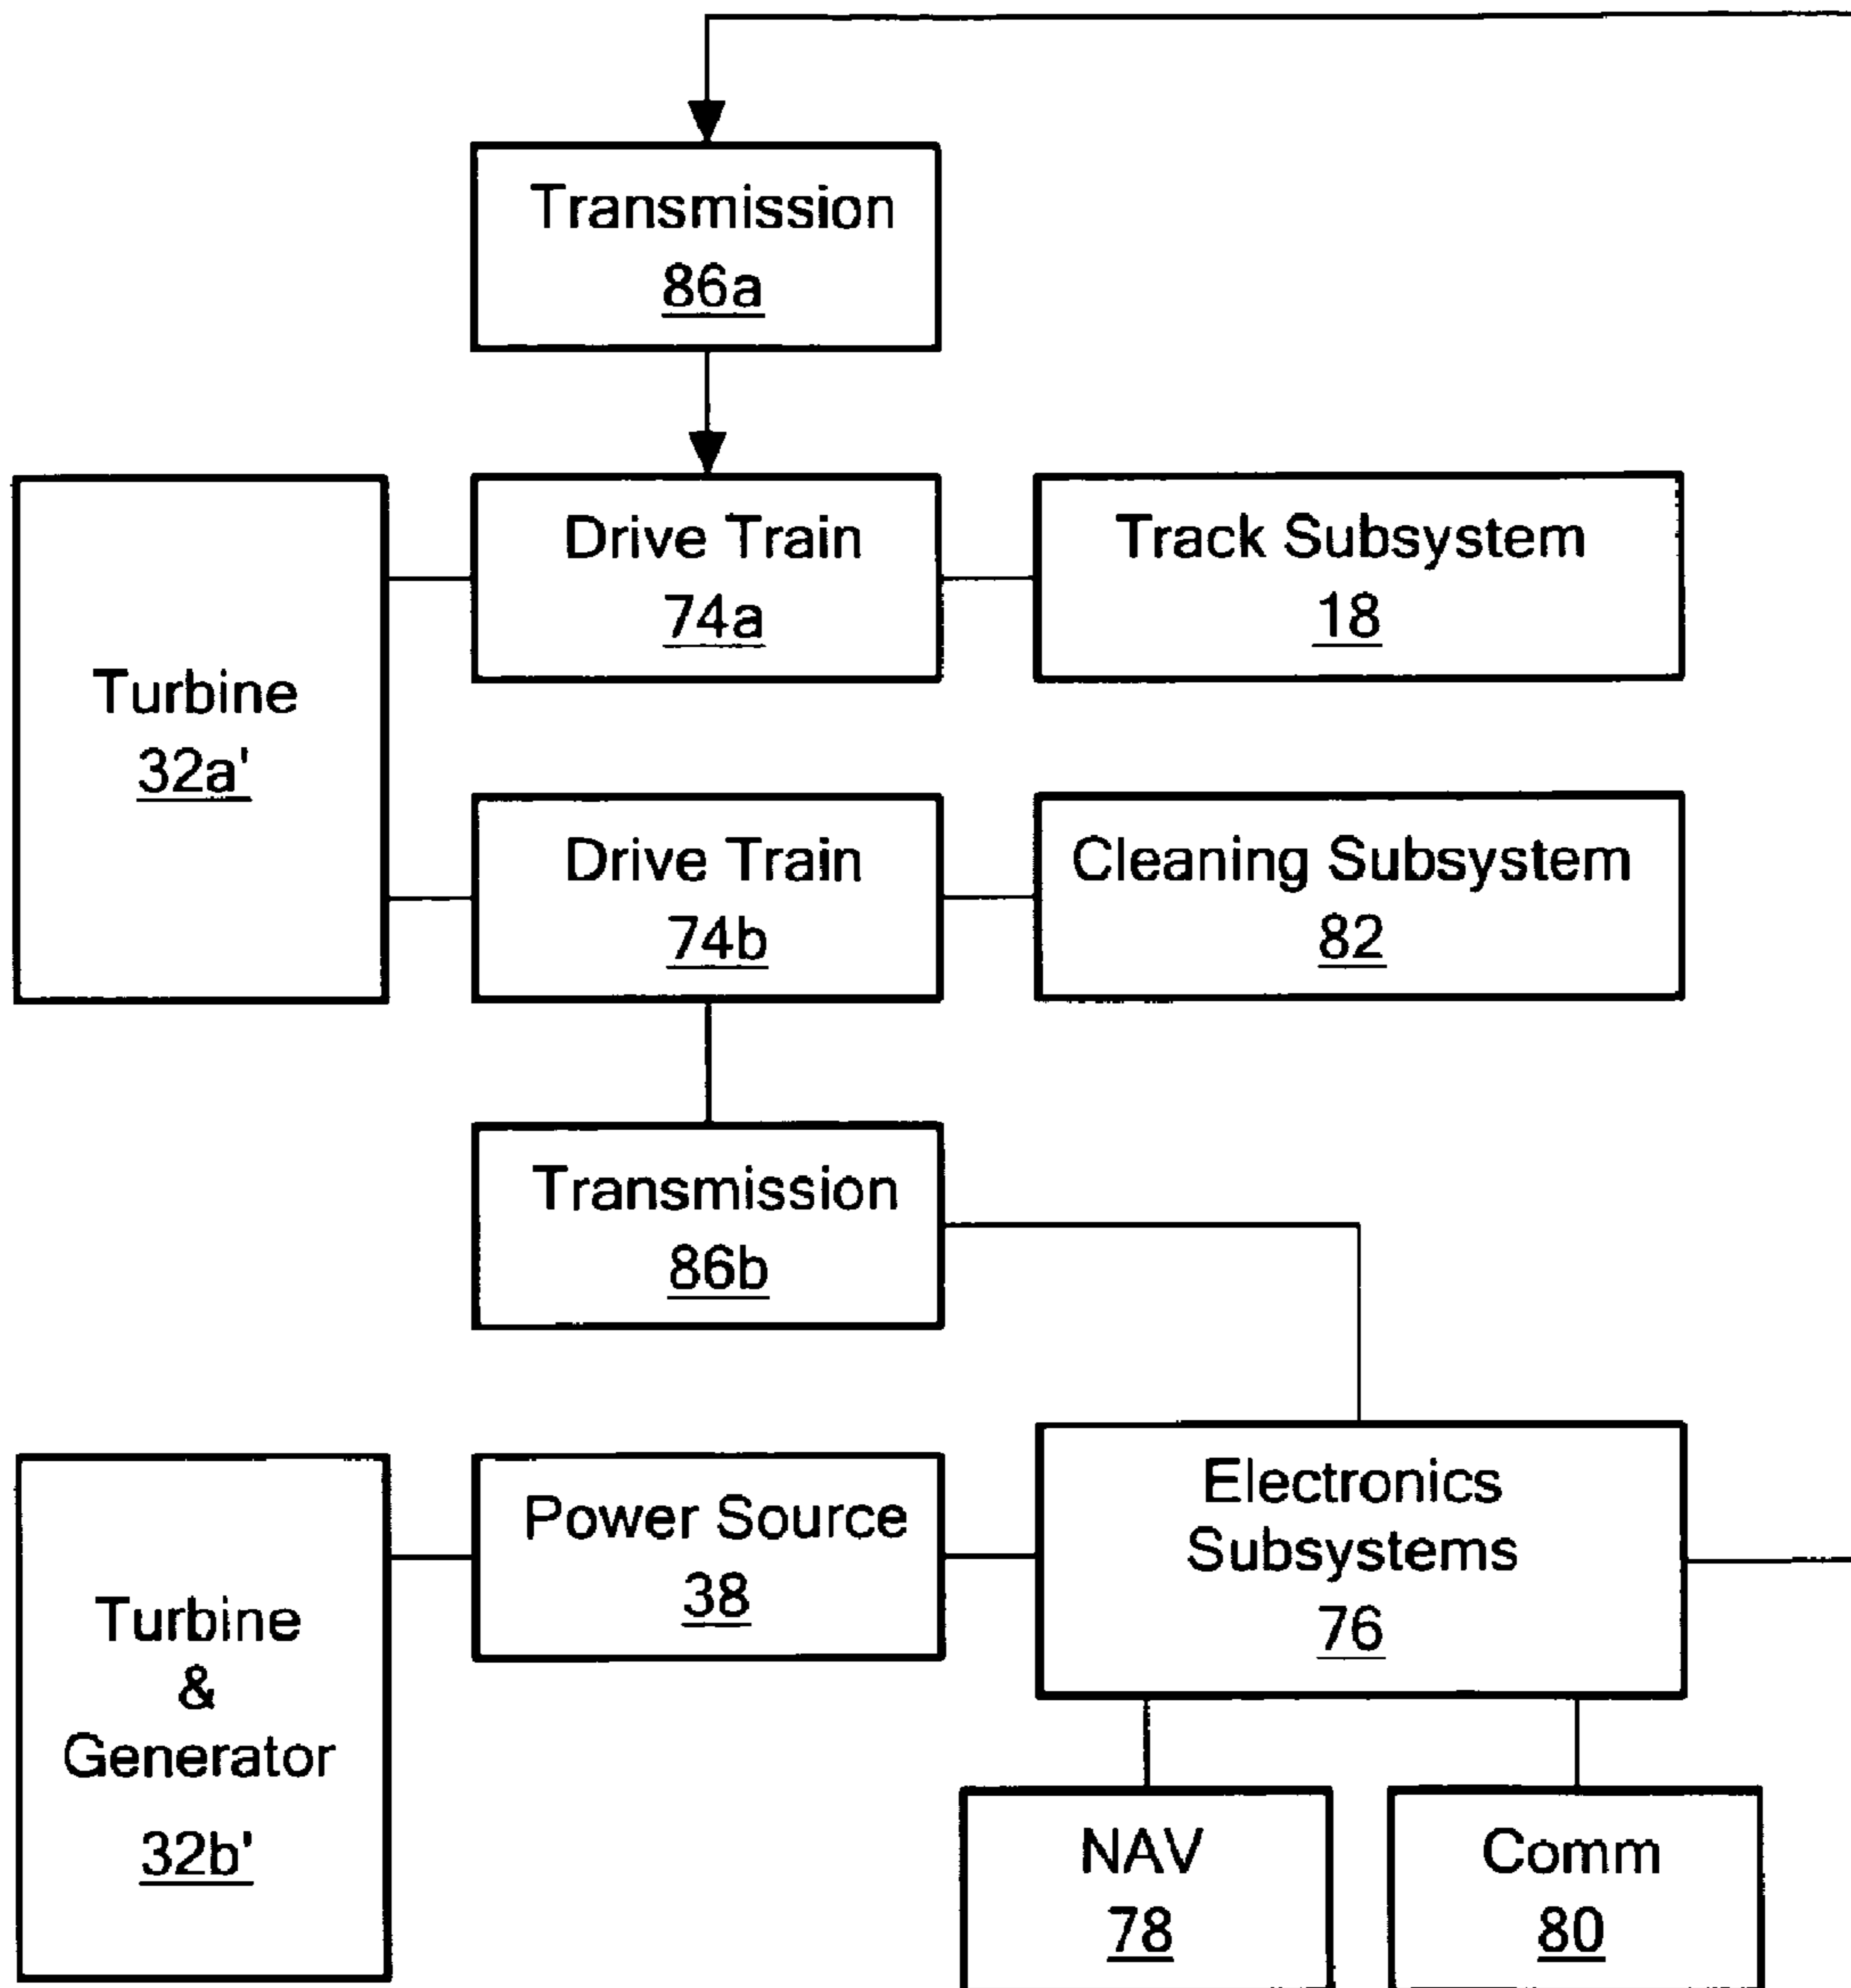 Transmission
86a
Drive Train
74a
Track Subsystem
18
Turbine
32a'
Drive Train
74b
Cleaning Subsystem
82
Transmission
86b
Power Source
38
Electronics
Subsystems
76
Turbine
&
Generator
32b'
NAV
78
Comm
80